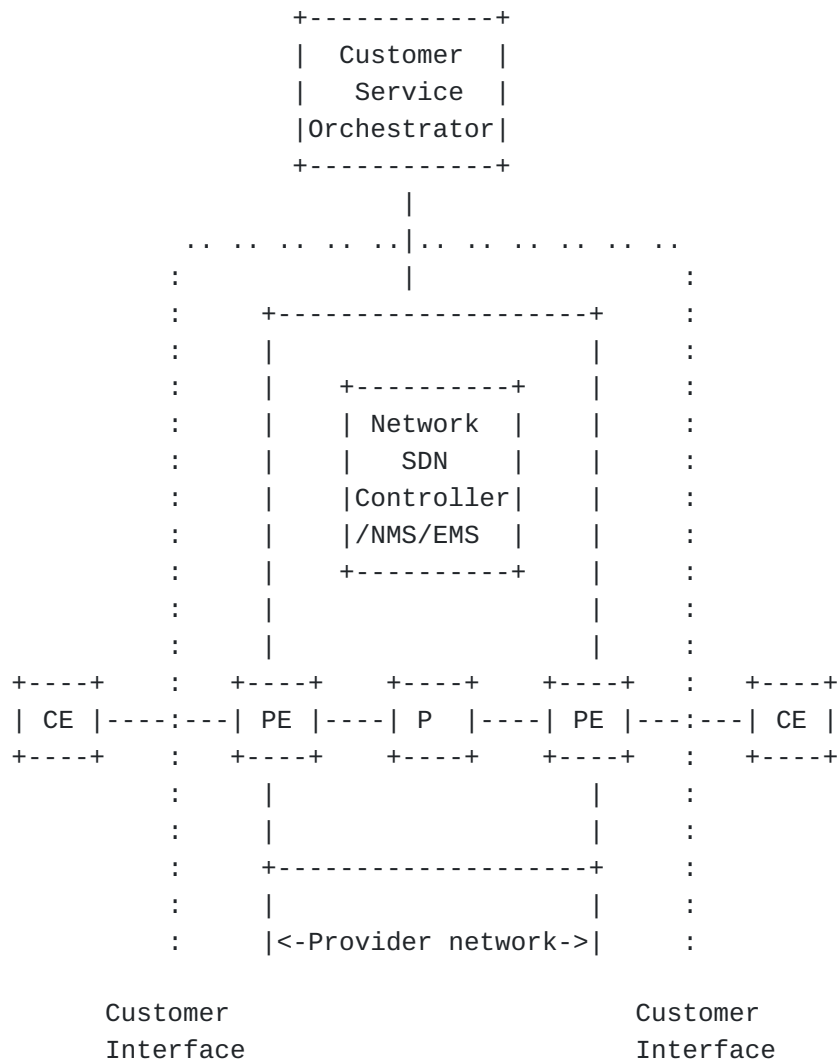 Customer
Service
Orchestrator
Network
SDN
Controller
/NMS/EMS
CE PE P PE CE
<-Provider network->
Customer Customer
Interface Interface